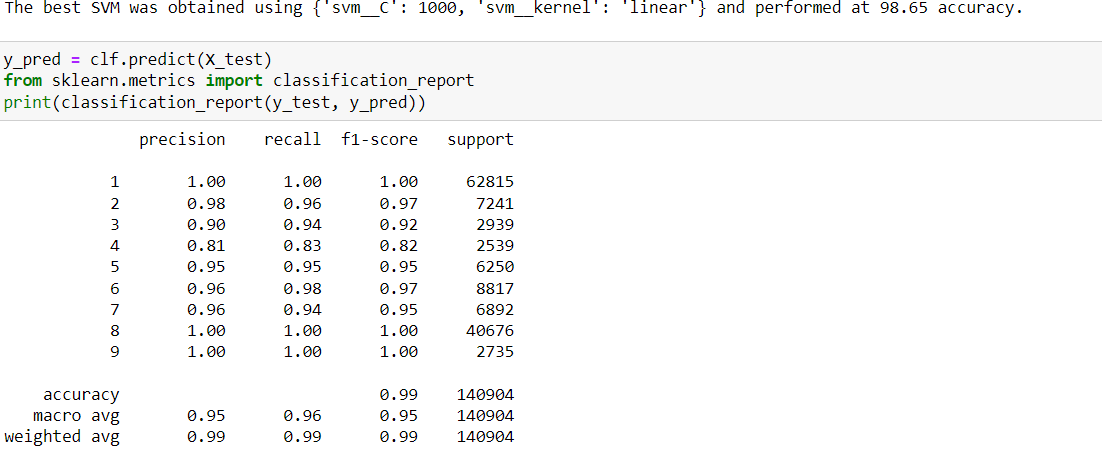 The best SVM was obtained using {'svm__C': 1000, 'svm__kernel': 'linear'} and performed at 98.65 accuracy.
y_pred = clf.predict(X_test)
from sklearn.metrics import classification_report
print(classification_report(y_test, y_pred))
precision recall f1-score support
1 1.00 1.00 1.00 62815
2 0.98 0.96 0.97 7241
3 0.90 0.94 0.92 2939
4 0.81 0.83 0.82 2539
5 0.95 0.95 0.95 6250
6 0.96 0.98 0.97 8817
7 0.96 0.94 0.95 6892
8 1.00 1.00 1.00 40676
9 1.00 1.00 1.00 2735
accuracy 0.99 140904
macro avg 0.95 0.96 0.95 140904
weighted avg 0.99 0.99 0.99 140904